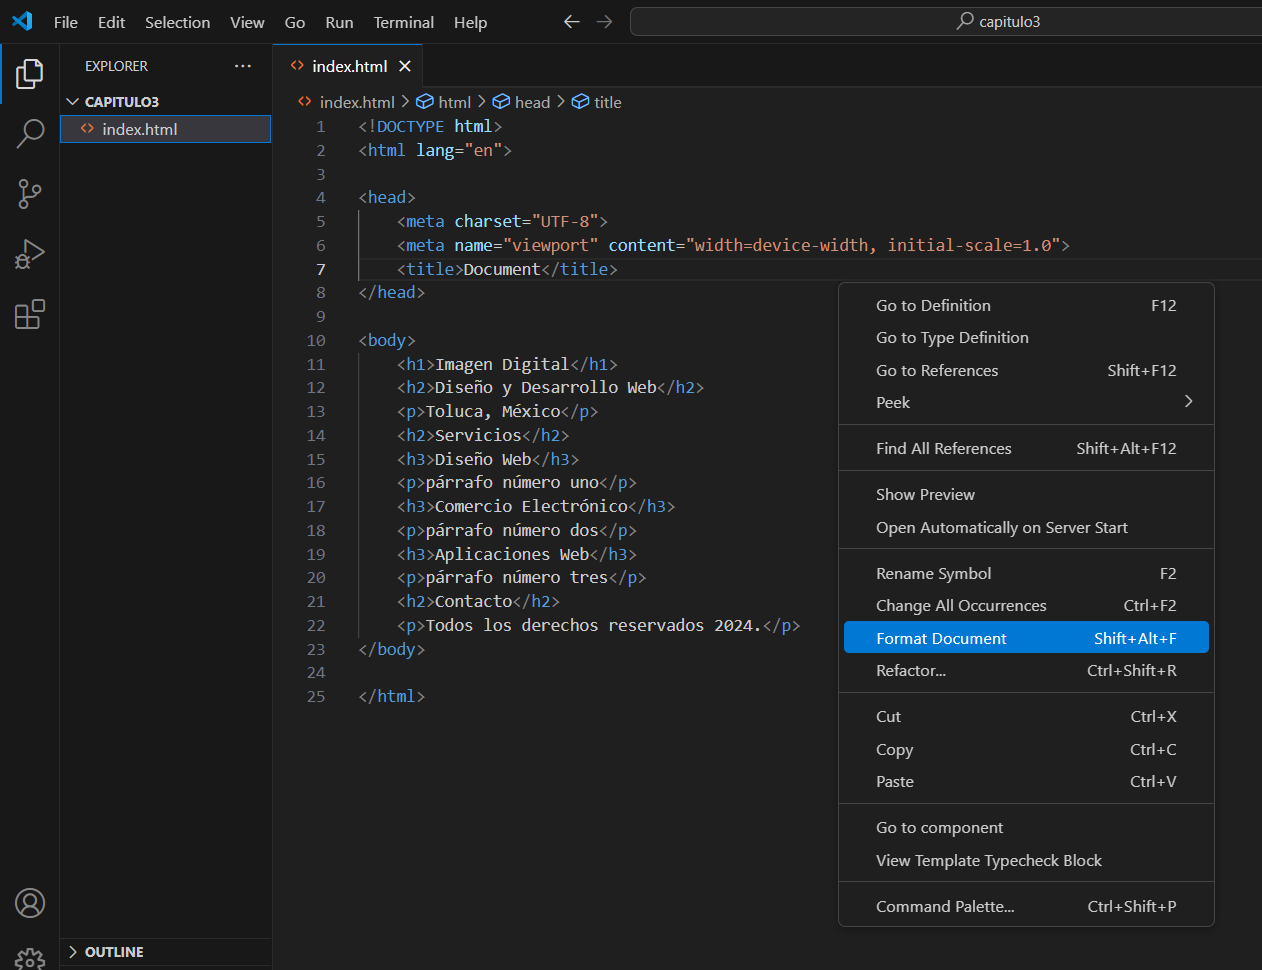 File Edit Selection View Go Run Terminal Help
capitulo3
EXPLORER
CAPITULO3
index.html
OUTLINE
index.html
index.html > html > head > title
1 <!DOCTYPE html>
2 <html lang="en">
3
4 <head>
5 <meta charset="UTF-8">
6 <meta name="viewport" content="width=device-width, initial-scale=1.0">
7 <title>Document</title>
8 </head>
9
10 <body>
11 <h1>Imagen Digital</h1>
12 <h2>Diseño y Desarrollo Web</h2>
13 <p>Toluca, México</p>
14 <h2>Servicios</h2>
15 <h3>Diseño Web</h3>
16 <p>párrafo número uno</p>
17 <h3>Comercio Electrónico</h3>
18 <p>párrafo número dos</p>
19 <h3>Aplicaciones Web</h3>
20 <p>párrafo número tres</p>
21 <h2>Contacto</h2>
22 <p>Todos los derechos reservados 2024.</p>
23 </body>
24
25 </html>
Go to Definition F12
Go to Type Definition
Go to References Shift+F12
Peek
Find All References Shift+Alt+F12
Show Preview
Open Automatically on Server Start
Rename Symbol F2
Change All Occurrences Ctrl+F2
Format Document Shift+Alt+F
Refactor... Ctrl+Shift+R
Cut Ctrl+X
Copy Ctrl+C
Paste Ctrl+V
Go to component
View Template Typecheck Block
Command Palette... Ctrl+Shift+P